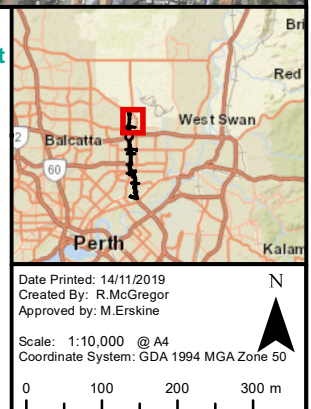 t
Bri
Red
West Swan
2
Balcatta
60
Perth
Kalam
Date Printed: 14/11/2019
Created By: R.McGregor
Approved by: M.Erskine
N
Scale: 1:10,000 @ A4
Coordinate System: GDA 1994 MGA Zone 50
0 100 200 300 m